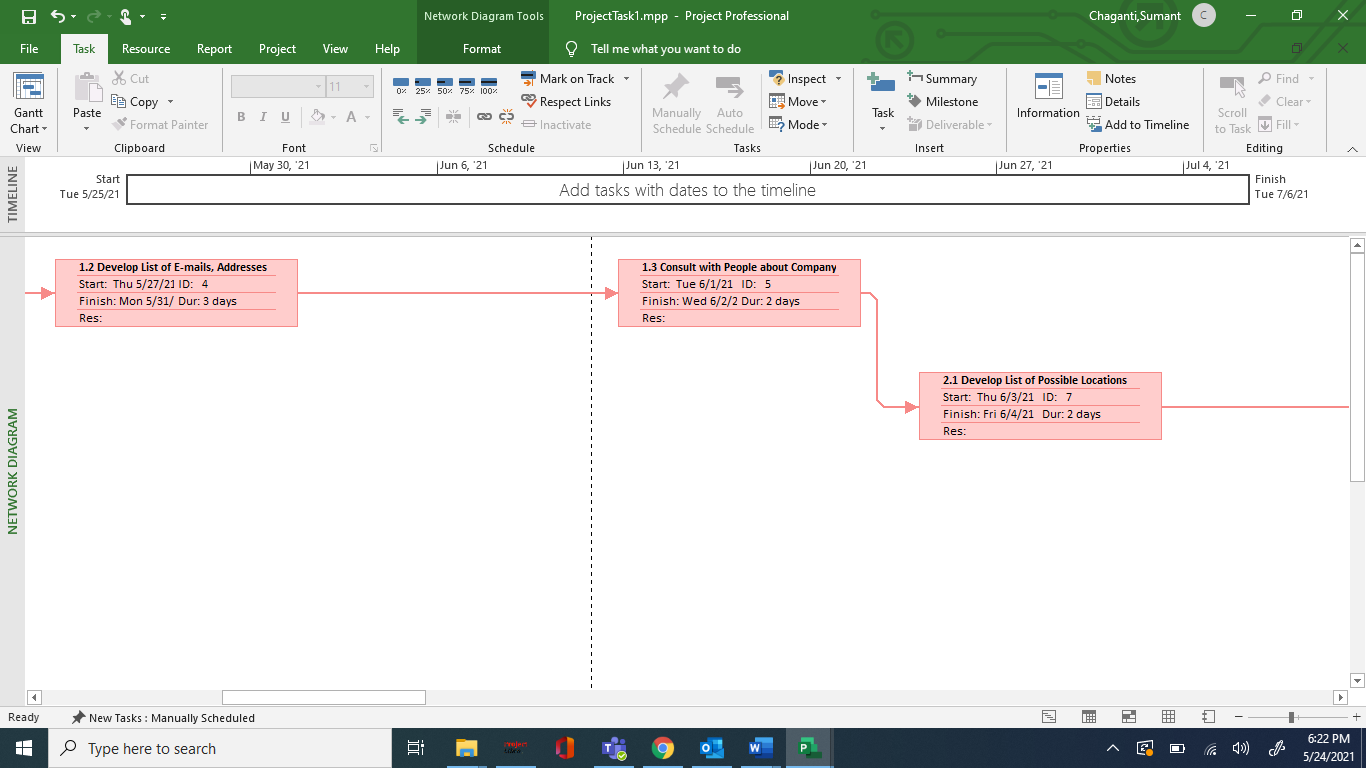 Network Diagram Tools
ProjectTask1.mpp - Project Professional
Chaganti,Sumant
C
File
Task
Resource
Report
Project
View
Help
Format
Tell me what you want to do
Gantt
Chart
View
Paste
Cut
Copy
Format Painter
Clipboard
11
B I U
A
Font
0% 25% 50% 75% 100%
Mark on Track
Respect Links
Inactivate
Schedule
Manually
Schedule
Auto
Schedule
Inspect
Move
Mode
Tasks
Task
Summary
Milestone
Deliverable
Insert
Information
Notes
Details
Add to Timeline
Properties
Scroll
to Task
Find
Clear
Fill
Editing
TIMELINE
May 30, '21
Jun 6, '21
Jun 13, '21
Jun 20, '21
Jun 27, '21
Jul 4, '21
Start
Tue 5/25/21
Add tasks with dates to the timeline
Finish
Tue 7/6/21
NETWORK DIAGRAM
1.2 Develop List of E-mails, Addresses
Start: Thu 5/27/21 ID: 4
Finish: Mon 5/31/ Dur: 3 days
Res:
1.3 Consult with People about Company
Start: Tue 6/1/21 ID: 5
Finish: Wed 6/2/2 Dur: 2 days
Res:
2.1 Develop List of Possible Locations
Start: Thu 6/3/21 ID: 7
Finish: Fri 6/4/21 Dur: 2 days
Res:
Ready
New Tasks : Manually Scheduled
Type here to search
6:22 PM
5/24/2021